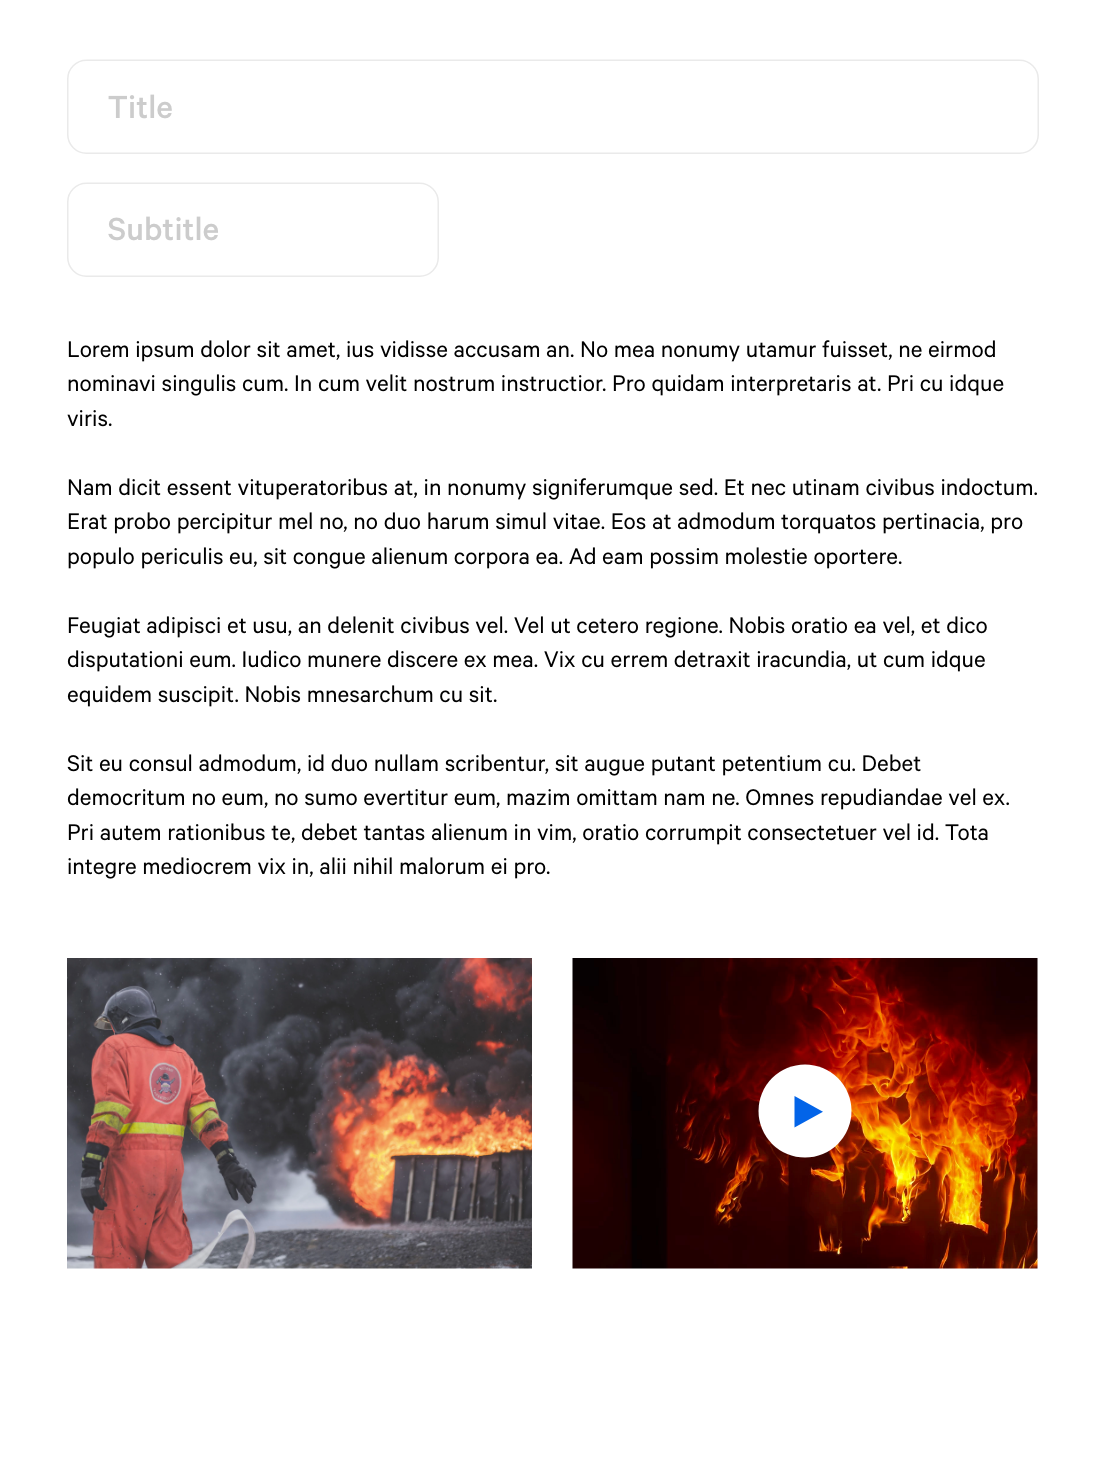 Title
Subtitle
Lorem ipsum dolor sit amet, ius vidisse accusam an. No mea nonumy utamur fuisset, ne eirmod
nominavi singulis cum. In cum velit nostrum instructior. Pro quidam interpretaris at. Pri cu idque
viris.
Nam dicit essent vituperatoribus at, in nonumy signiferumque sed. Et nec utinam civibus indoctum.
Erat probo percipitur mel no, no duo harum simul vitae. Eos at admodum torquatos pertinacia, pro
populo periculis eu, sit congue alienum corpora ea. Ad eam possim molestie oportere.
Feugiat adipisci et usu, an delenit civibus vel. Vel ut cetero regione. Nobis oratio ea vel, et dico
disputationi eum. Iudico munere discere ex mea. Vix cu errem detraxit iracundia, ut cum idque
equidem suscipit. Nobis mnesarchum cu sit.
Sit eu consul admodum, id duo nullam scribentur, sit augue putant petentium cu. Debet
democritum no eum, no sumo evertitur eum, mazim omittam nam ne. Omnes repudiandae vel ex.
Pri autem rationibus te, debet tantas alienum in vim, oratio corrumpit consectetuer vel id. Tota
integre mediocrem vix in, alii nihil malorum ei pro.